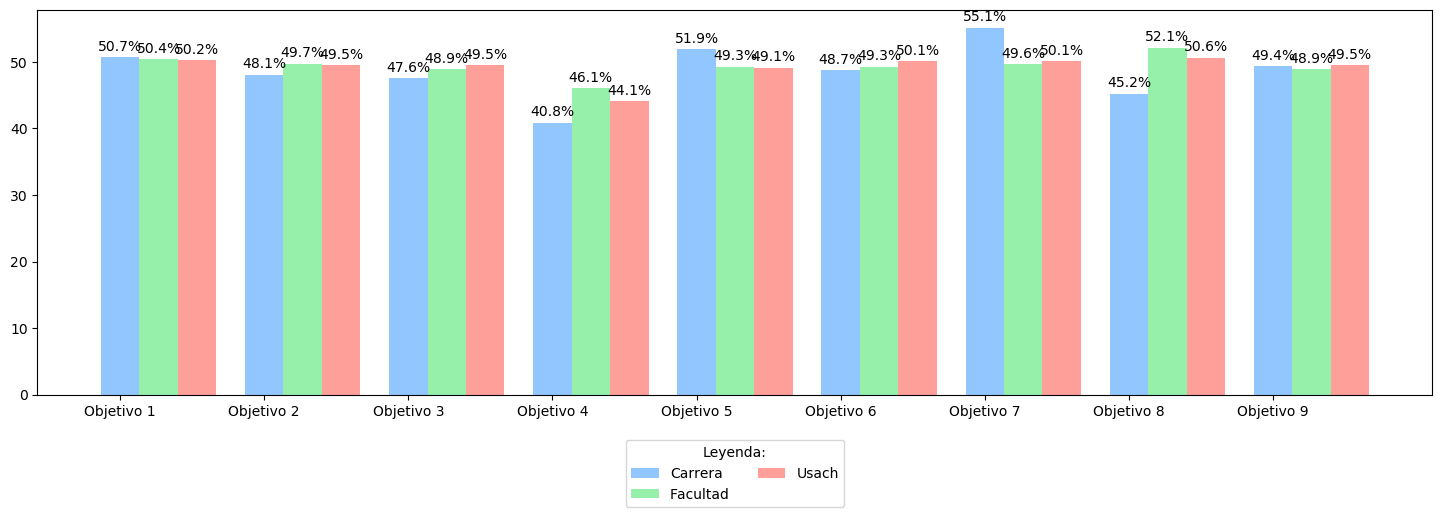 55.1%
50.7% 50.4% 50.2% 48.1% 49.7% 49.5% 47.6% 48.9% 49.5% 40.8% 46.1% 44.1% 51.9% 49.3% 49.1% 48.7% 49.3% 50.1% 49.6% 50.1% 45.2% 52.1% 50.6% 49.4% 48.9% 49.5%
50
40
30
20
10
0
Objetivo 1 Objetivo 2 Objetivo 3 Objetivo 4 Objetivo 5 Objetivo 6 Objetivo 7 Objetivo 8 Objetivo 9
Leyenda:
Carrera Usach
Facultad